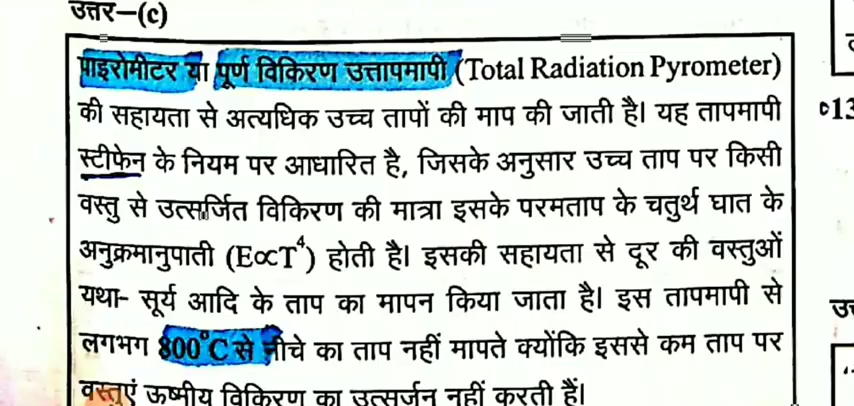 उत्तर–(c)
पाइरोमीटर या पूर्ण विकिरण उत्तापमापी (Total Radiation Pyrometer)
की सहायता से अत्यधिक उच्च तापों की माप की जाती है। यह तापमापी
स्टीफेन के नियम पर आधारित है, जिसके अनुसार उच्च ताप पर किसी
वस्तु से उत्सर्जित विकिरण की मात्रा इसके परमताप के चतुर्थ घात के
अनुक्रमानुपाती (E∝T⁴) होती है। इसकी सहायता से दूर की वस्तुओं
यथा- सूर्य आदि के ताप का मापन किया जाता है। इस तापमापी से
लगभग 800°C से नीचे का ताप नहीं मापते क्योंकि इससे कम ताप पर
वस्तुएं ऊष्मीय विकिरण का उत्सर्जन नहीं करती हैं।
13